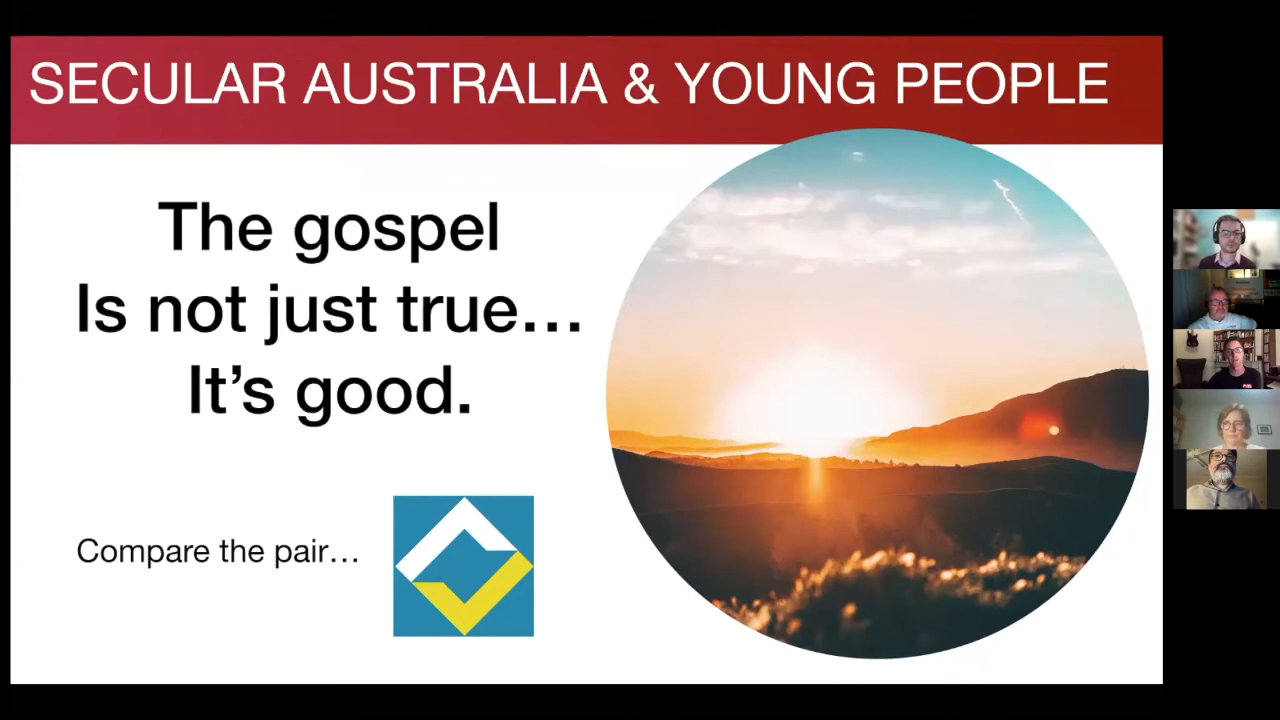 SECULAR AUSTRALIA & YOUNG PEOPLE
The gospel
Is not just true...
It's good.
Compare the pair...